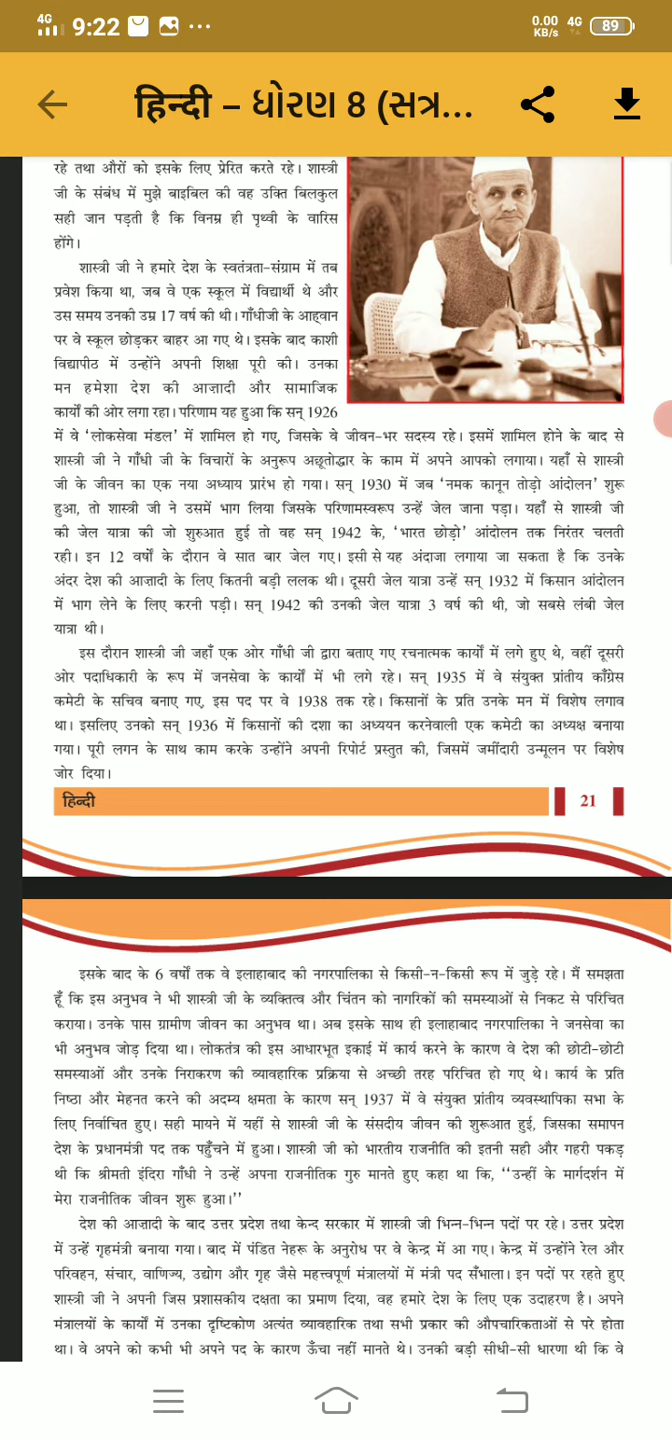 4G 9:22 ... 0.00 KB/s 4G 89
हिन्दी – ધોરણ 8 (સત્ર...
रहे तथा औरों को इसके लिए प्रेरित करते रहे। शास्त्री
जी के संबंध में मुझे बाइबिल की वह उक्ति बिलकुल
सही जान पड़ती है कि विनम्र ही पृथ्वी के वारिस
होंगे।
शास्त्री जी ने हमारे देश के स्वतंत्रता-संग्राम में तब
प्रवेश किया था, जब वे एक स्कूल में विद्यार्थी थे और
उस समय उनकी उम्र 17 वर्ष की थी। गाँधीजी के आह्वान
पर वे स्कूल छोड़कर बाहर आ गए थे। इसके बाद काशी
विद्यापीठ में उन्होंने अपनी शिक्षा पूरी की। उनका
मन हमेशा देश की आज़ादी और सामाजिक
कार्यों की ओर लगा रहा। परिणाम यह हुआ कि सन् 1926
में वे ‘लोकसेवा मंडल’ में शामिल हो गए, जिसके वे जीवन-भर सदस्य रहे। इसमें शामिल होने के बाद से
शास्त्री जी ने गाँधी जी के विचारों के अनुरूप अछूतोद्धार के काम में अपने आपको लगाया। यहाँ से शास्त्री
जी के जीवन का एक नया अध्याय प्रारंभ हो गया। सन् 1930 में जब ‘नमक कानून तोड़ो आंदोलन’ शुरू
हुआ, तो शास्त्री जी ने उसमें भाग लिया जिसके परिणामस्वरूप उन्हें जेल जाना पड़ा। यहाँ से शास्त्री जी
की जेल यात्रा की जो शुरुआत हुई तो वह सन् 1942 के, ‘भारत छोड़ो’ आंदोलन तक निरंतर चलती
रही। इन 12 वर्षों के दौरान वे सात बार जेल गए। इसी से यह अंदाजा लगाया जा सकता है कि उनके
अंदर देश की आज़ादी के लिए कितनी बड़ी ललक थी। दूसरी जेल यात्रा उन्हें सन् 1932 में किसान आंदोलन
में भाग लेने के लिए करनी पड़ी। सन् 1942 की उनकी जेल यात्रा 3 वर्ष की थी, जो सबसे लंबी जेल
यात्रा थी।
इस दौरान शास्त्री जी जहाँ एक ओर गाँधी जी द्वारा बताए गए रचनात्मक कार्यों में लगे हुए थे, वहीं दूसरी
ओर पदाधिकारी के रूप में जनसेवा के कार्यों में भी लगे रहे। सन् 1935 में वे संयुक्त प्रांतीय काँग्रेस
कमेटी के सचिव बनाए गए, इस पद पर वे 1938 तक रहे। किसानों के प्रति उनके मन में विशेष लगाव
था। इसलिए उनको सन् 1936 में किसानों की दशा का अध्ययन करनेवाली एक कमेटी का अध्यक्ष बनाया
गया। पूरी लगन के साथ काम करके उन्होंने अपनी रिपोर्ट प्रस्तुत की, जिसमें जमींदारी उन्मूलन पर विशेष
जोर दिया।
हिन्दी 21
इसके बाद के 6 वर्षों तक वे इलाहाबाद की नगरपालिका से किसी-न-किसी रूप में जुड़े रहे। मैं समझता
हूँ कि इस अनुभव ने भी शास्त्री जी के व्यक्तित्व और चिंतन को नागरिकों की समस्याओं से निकट से परिचित
कराया। उनके पास ग्रामीण जीवन का अनुभव था। अब इसके साथ ही इलाहाबाद नगरपालिका ने जनसेवा का
भी अनुभव जोड़ दिया था। लोकतंत्र की इस आधारभूत इकाई में कार्य करने के कारण वे देश की छोटी-छोटी
समस्याओं और उनके निराकरण की व्यावहारिक प्रक्रिया से अच्छी तरह परिचित हो गए थे। कार्य के प्रति
निष्ठा और मेहनत करने की अदम्य क्षमता के कारण सन् 1937 में वे संयुक्त प्रांतीय व्यवस्थापिका सभा के
लिए निर्वाचित हुए। सही मायने में यहीं से शास्त्री जी के संसदीय जीवन की शुरूआत हुई, जिसका समापन
देश के प्रधानमंत्री पद तक पहुँचने में हुआ। शास्त्री जी को भारतीय राजनीति की इतनी सही और गहरी पकड़
थी कि श्रीमती इंदिरा गाँधी ने उन्हें अपना राजनीतिक गुरु मानते हुए कहा था कि, ‘‘उन्हीं के मार्गदर्शन में
मेरा राजनीतिक जीवन शुरू हुआ।’’
देश की आज़ादी के बाद उत्तर प्रदेश तथा केन्द्र सरकार में शास्त्री जी भिन्न-भिन्न पदों पर रहे। उत्तर प्रदेश
में उन्हें गृहमंत्री बनाया गया। बाद में पंडित नेहरू के अनुरोध पर वे केन्द्र में आ गए। केन्द्र में उन्होंने रेल और
परिवहन, संचार, वाणिज्य, उद्योग और गृह जैसे महत्त्वपूर्ण मंत्रालयों में मंत्री पद सँभाला। इन पदों पर रहते हुए
शास्त्री जी ने अपनी जिस प्रशासकीय दक्षता का प्रमाण दिया, वह हमारे देश के लिए एक उदाहरण है। अपने
मंत्रालयों के कार्यों में उनका दृष्टिकोण अत्यंत व्यावहारिक तथा सभी प्रकार की औपचारिकताओं से परे होता
था। वे अपने को कभी भी अपने पद के कारण ऊँचा नहीं मानते थे। उनकी बड़ी सीधी-सी धारणा थी कि वे